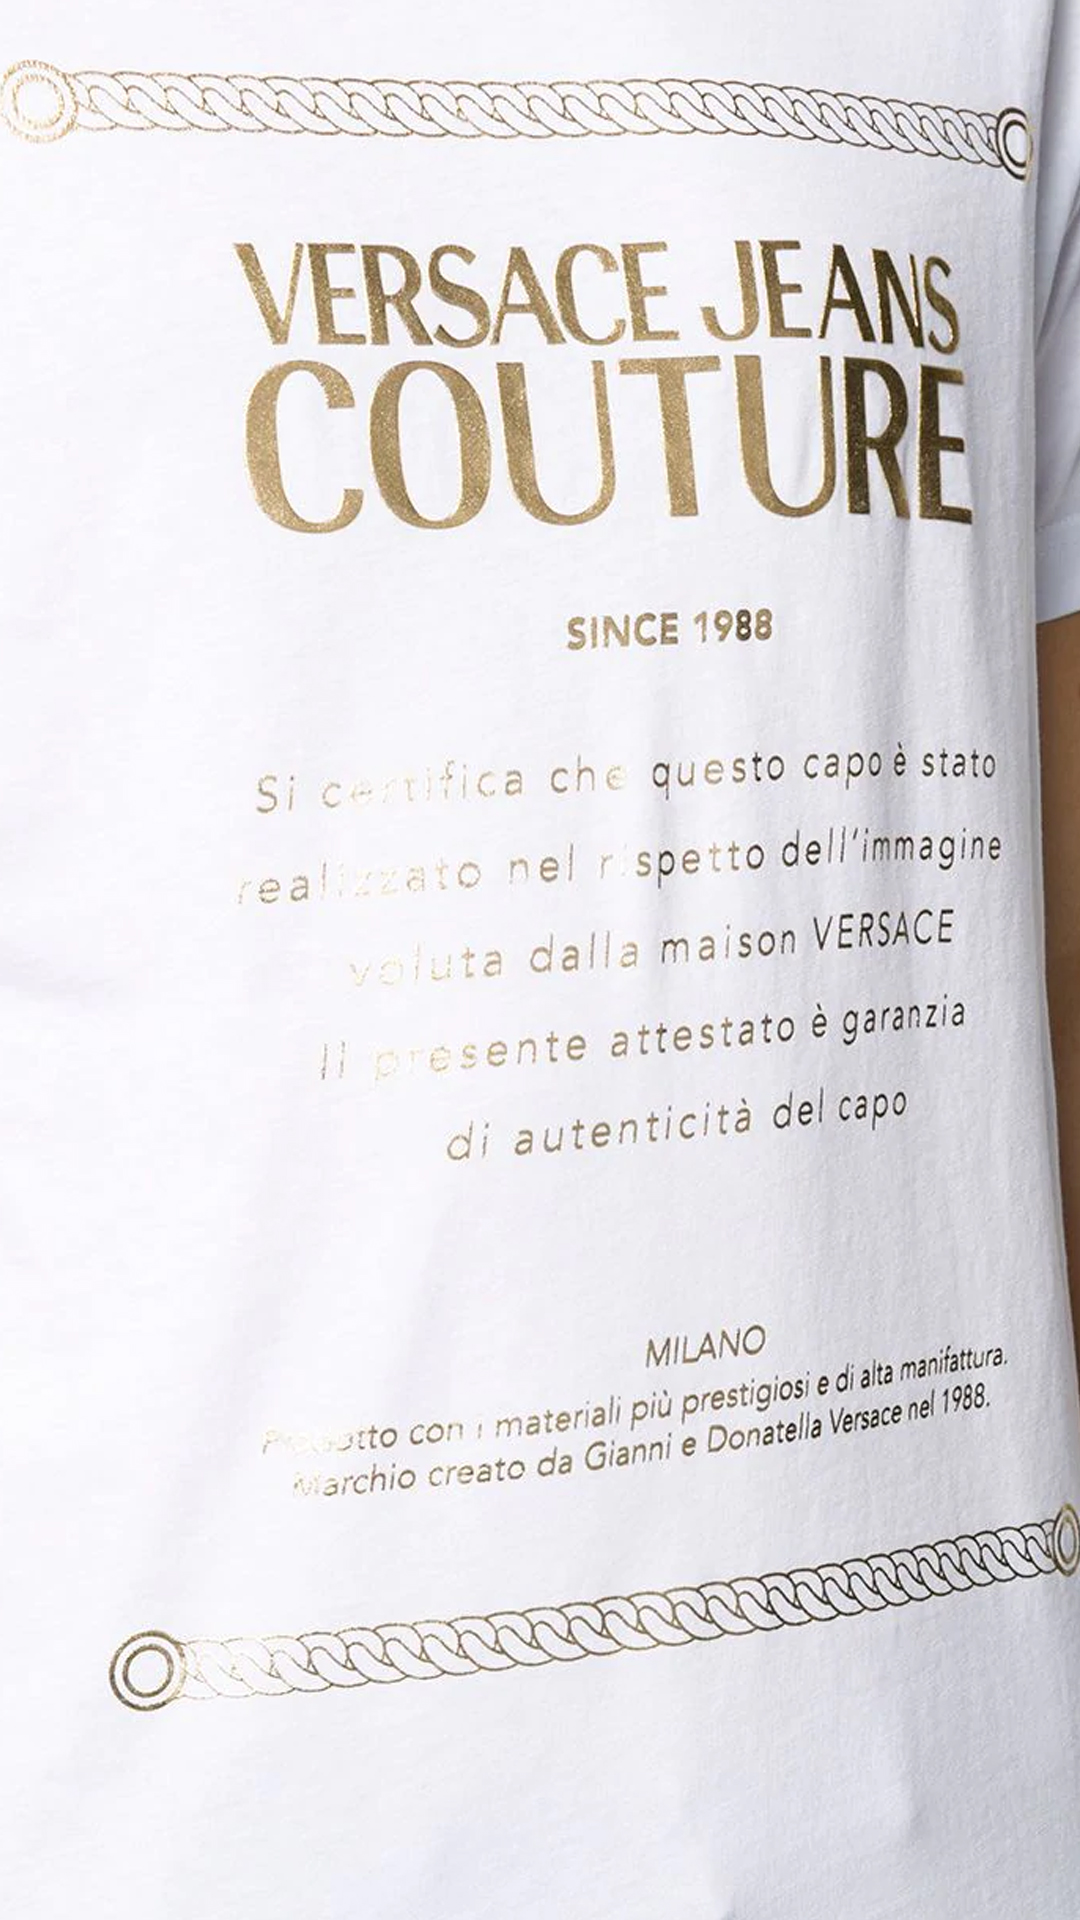 VERSACE JEANS
COUTURE
SINCE 1988
Si certifica che questo capo è stato
realizzato nel rispetto dell'immagine
voluta dalla maison VERSACE
Il presente attestato è garanzia
di autenticità del capo
MILANO
Prodotto con i materiali più prestigiosi e di alta manifattura.
Marchio creato da Gianni e Donatella Versace nel 1988.